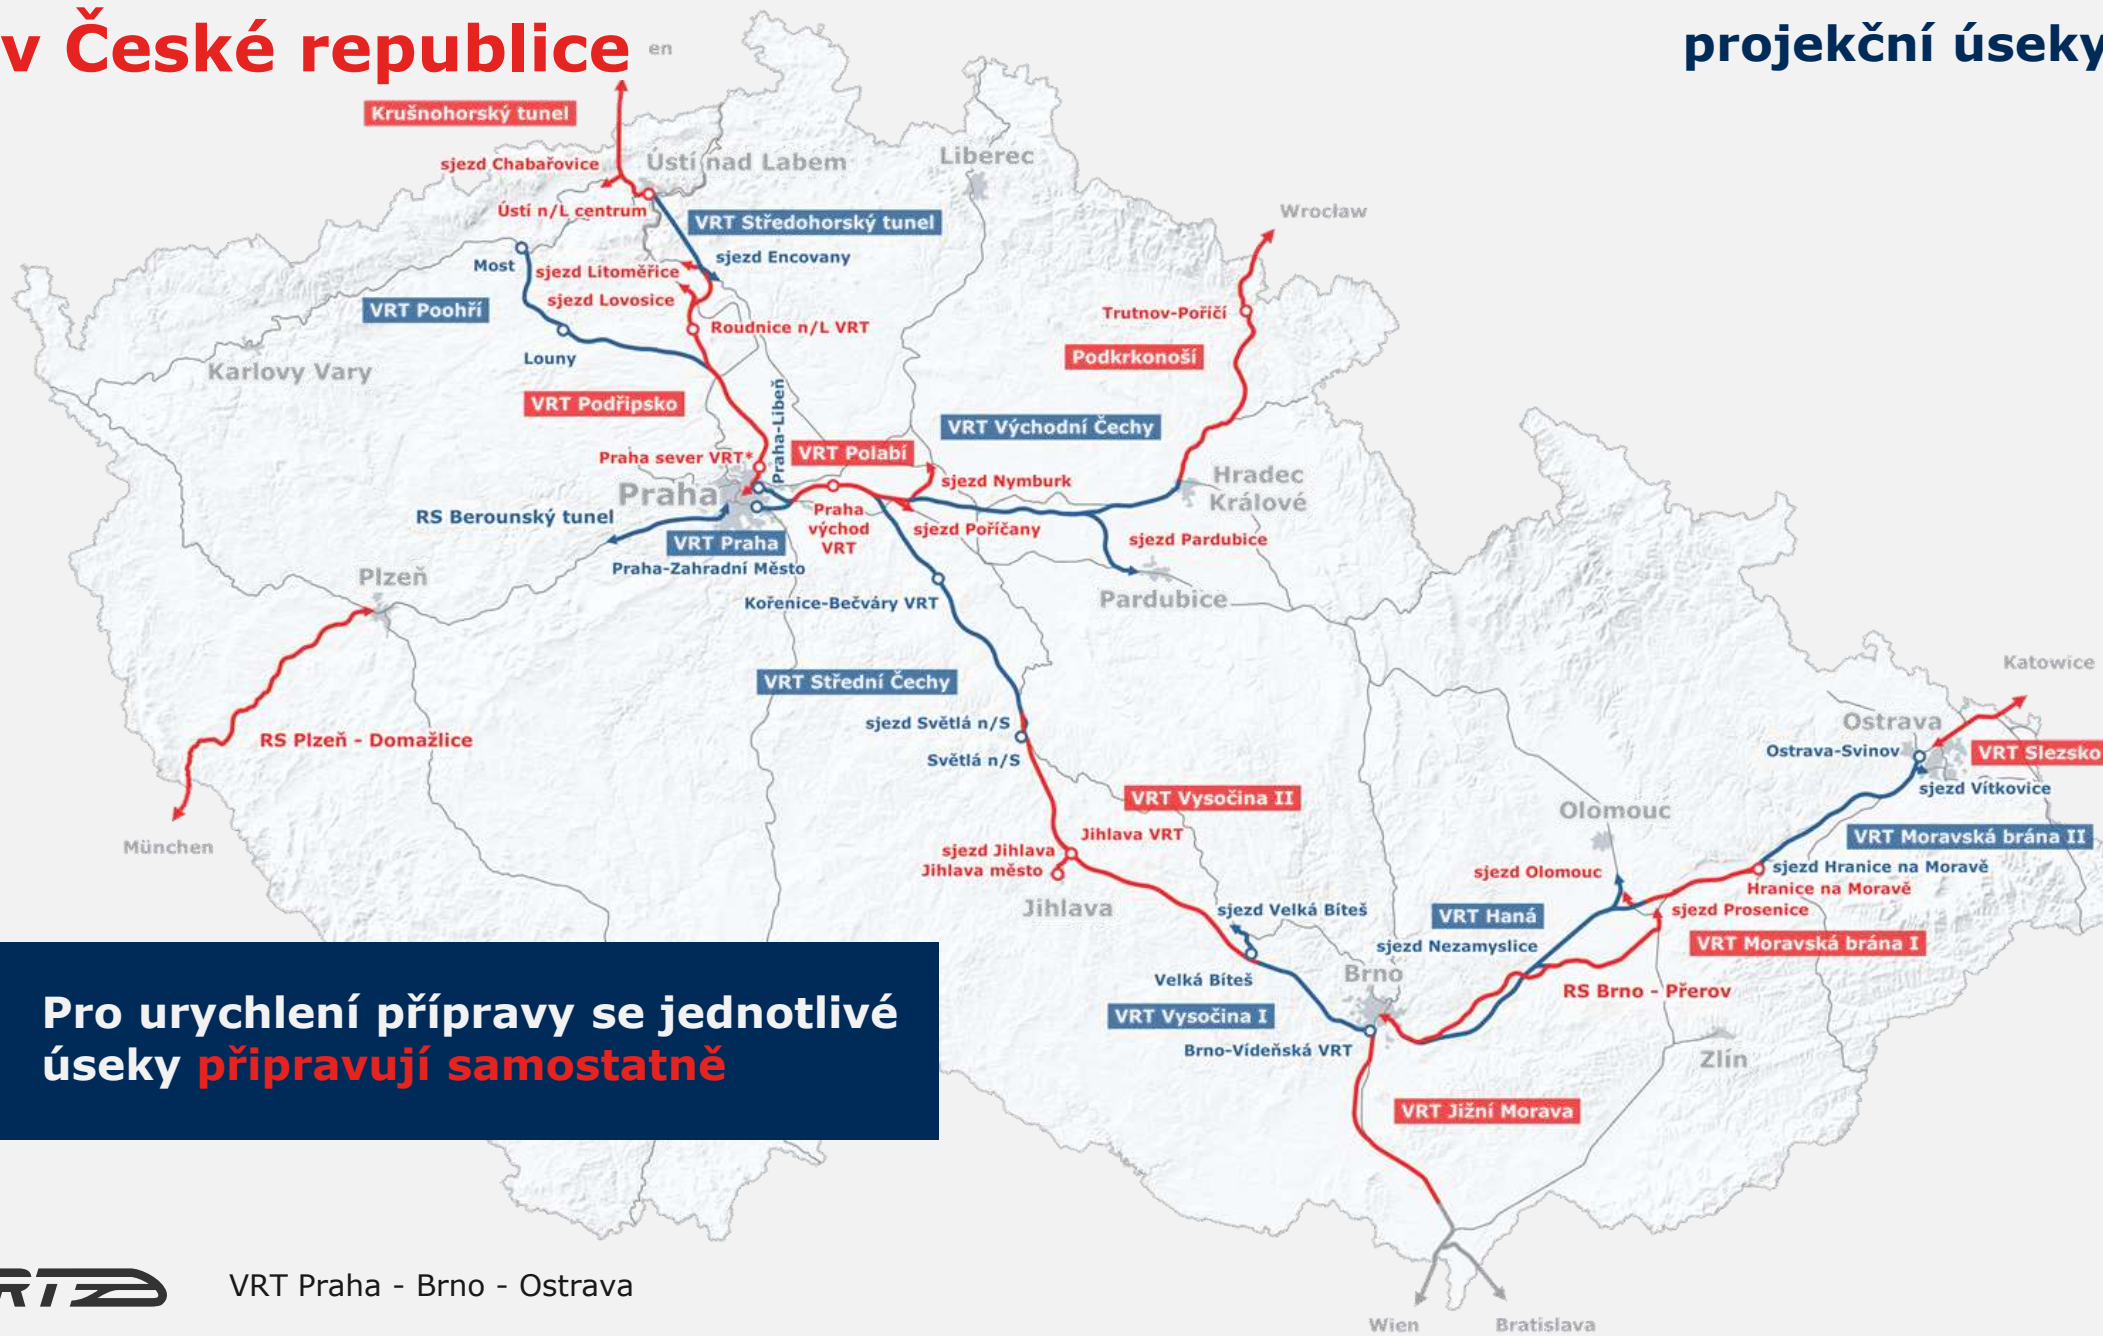 v České republice
projekční úseky
en
Krušnohorský tunel
sjezd Chabařovice
Ústí nad Labem
Liberec
Ústí n/L centrum
VRT Středohorský tunel
Wrocław
Most
sjezd Litoměřice
sjezd Encovany
sjezd Lovosice
VRT Poohří
Roudnice n/L VRT
Trutnov-Poříčí
Louny
Podkrkonoší
Karlovy Vary
VRT Podřipsko
Praha-Libeň
VRT Východní Čechy
Praha sever VRT*
VRT Polabí
Praha
sjezd Nymburk
Hradec
Králové
RS Berounský tunel
Praha
východ
VRT
sjezd Poříčany
sjezd Pardubice
VRT Praha
Praha-Zahradní Město
Plzeň
Kořenice-Bečváry VRT
Pardubice
VRT Střední Čechy
Katowice
sjezd Světlá n/S
Ostrava
RS Plzeň - Domažlice
Světlá n/S
Ostrava-Svinov
VRT Slezsko
sjezd Vítkovice
VRT Vysočina II
Olomouc
München
Jihlava VRT
VRT Moravská brána II
sjezd Jihlava
Jihlava město
sjezd Olomouc
sjezd Hranice na Moravě
Hranice na Moravě
Jihlava
sjezd Velká Bíteš
VRT Haná
sjezd Prosenice
sjezd Nezamyslice
VRT Moravská brána I
Velká Bíteš
Brno
RS Brno - Přerov
VRT Vysočina I
Brno-Vídeňská VRT
Zlín
VRT Jižní Morava
Pro urychlení přípravy se jednotlivé
úseky připravují samostatně
RT
VRT Praha - Brno - Ostrava
Wien
Bratislava